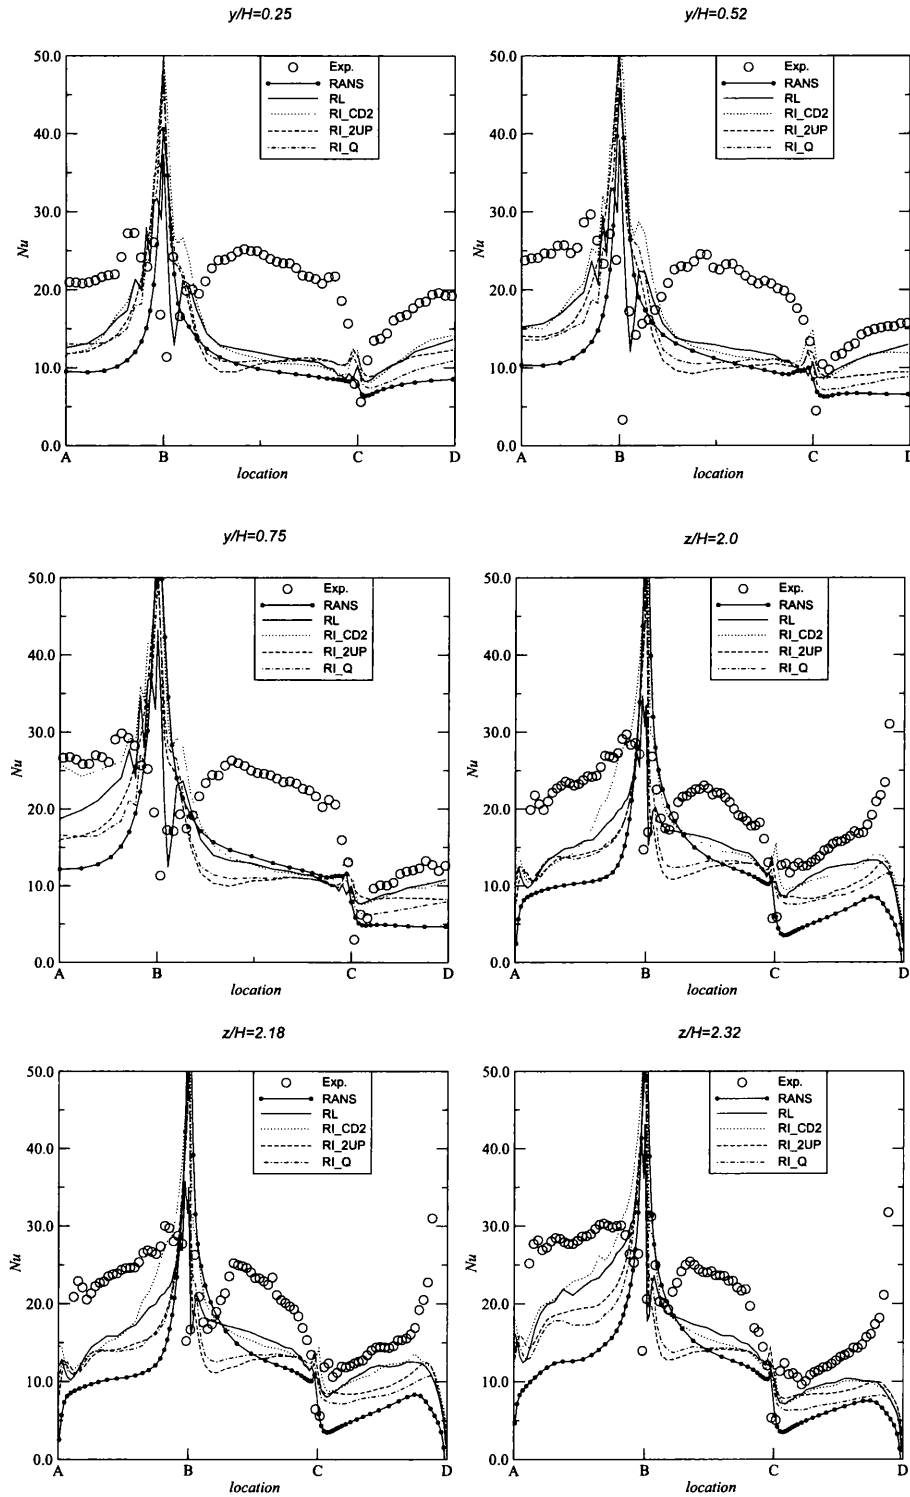 y/H=0.25
50.0
40.0
30.0
20.0
10.0
0.0
Nu
Exp.
RANS
RL
RI_CD2
RI_2UP
RI_Q
A B C D
location
y/H=0.52
50.0
40.0
30.0
20.0
10.0
0.0
Nu
Exp.
RANS
RL
RI_CD2
RI_2UP
RI_Q
A B C D
location
y/H=0.75
50.0
40.0
30.0
20.0
10.0
0.0
Nu
Exp.
RANS
RL
RI_CD2
RI_2UP
RI_Q
A B C D
location
z/H=2.0
50.0
40.0
30.0
20.0
10.0
0.0
Nu
Exp.
RANS
RL
RI_CD2
RI_2UP
RI_Q
A B C D
location
z/H=2.18
50.0
40.0
30.0
20.0
10.0
0.0
Nu
Exp.
RANS
RL
RI_CD2
RI_2UP
RI_Q
A B C D
location
z/H=2.32
50.0
40.0
30.0
20.0
10.0
0.0
Nu
Exp.
RANS
RL
RI_CD2
RI_2UP
RI_Q
A B C D
location